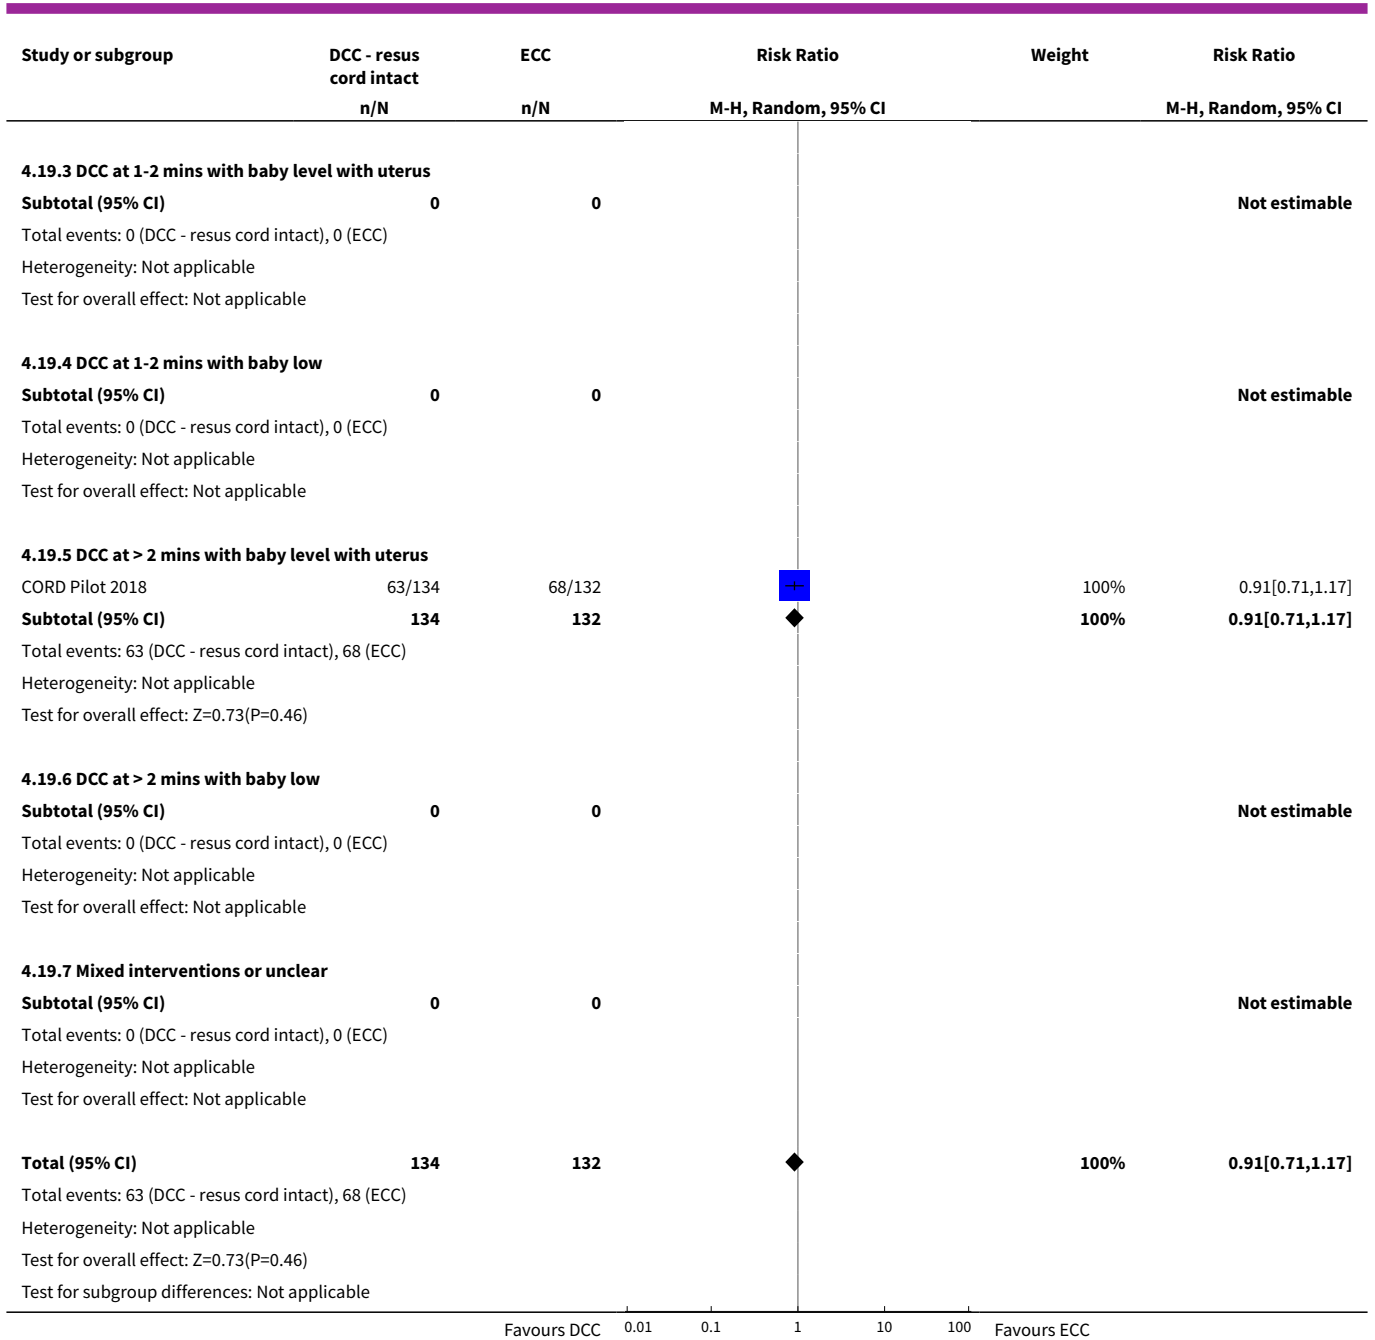 Study or subgroup DCC - resus cord intact ECC Risk Ratio Weight Risk Ratio
n/N n/N M-H, Random, 95% CI M-H, Random, 95% CI
4.19.3 DCC at 1-2 mins with baby level with uterus
Subtotal (95% CI) 0 0 Not estimable
Total events: 0 (DCC - resus cord intact), 0 (ECC)
Heterogeneity: Not applicable
Test for overall effect: Not applicable
4.19.4 DCC at 1-2 mins with baby low
Subtotal (95% CI) 0 0 Not estimable
Total events: 0 (DCC - resus cord intact), 0 (ECC)
Heterogeneity: Not applicable
Test for overall effect: Not applicable
4.19.5 DCC at > 2 mins with baby level with uterus
CORD Pilot 2018 63/134 68/132 100% 0.91[0.71,1.17]
Subtotal (95% CI) 134 132 100% 0.91[0.71,1.17]
Total events: 63 (DCC - resus cord intact), 68 (ECC)
Heterogeneity: Not applicable
Test for overall effect: Z=0.73(P=0.46)
4.19.6 DCC at > 2 mins with baby low
Subtotal (95% CI) 0 0 Not estimable
Total events: 0 (DCC - resus cord intact), 0 (ECC)
Heterogeneity: Not applicable
Test for overall effect: Not applicable
4.19.7 Mixed interventions or unclear
Subtotal (95% CI) 0 0 Not estimable
Total events: 0 (DCC - resus cord intact), 0 (ECC)
Heterogeneity: Not applicable
Test for overall effect: Not applicable
Total (95% CI) 134 132 100% 0.91[0.71,1.17]
Total events: 63 (DCC - resus cord intact), 68 (ECC)
Heterogeneity: Not applicable
Test for overall effect: Z=0.73(P=0.46)
Test for subgroup differences: Not applicable
Favours DCC 0.01 0.1 1 10 100 Favours ECC